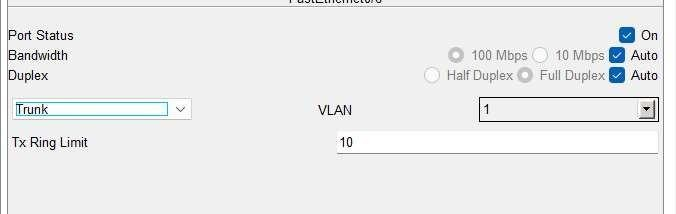 Port Status On
Bandwidth 100 Mbps 10 Mbps Auto
Duplex Half Duplex Full Duplex Auto
Trunk VLAN 1
Tx Ring Limit 10